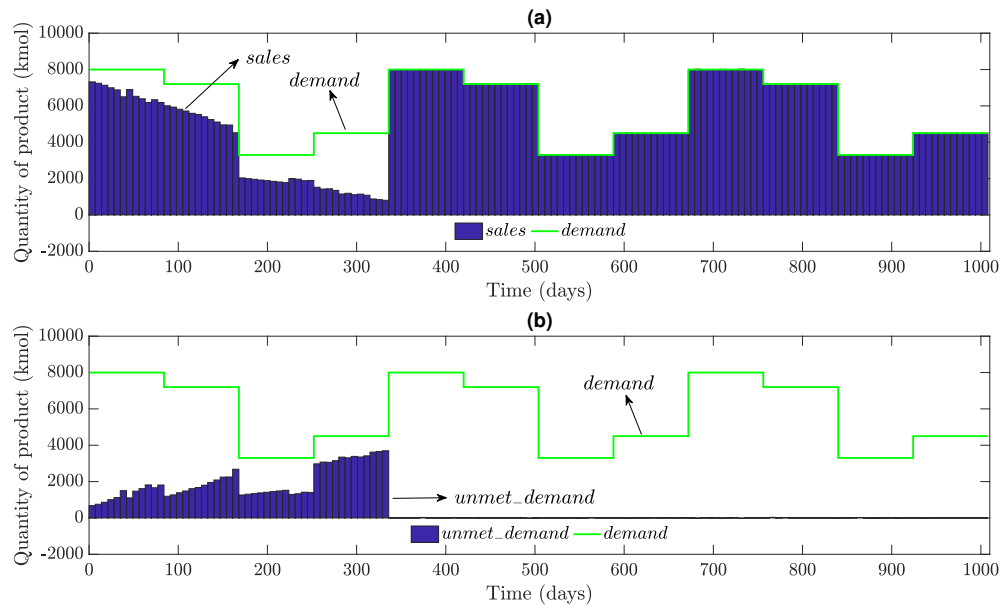 (a)
Quantity of product (kmol)
10000
8000
6000
4000
2000
0
-2000
sales
demand
sales demand
0 100 200 300 400 500 600 700 800 900 1000
Time (days)
(b)
Quantity of product (kmol)
10000
8000
6000
4000
2000
0
-2000
demand
unmet_demand
unmet_demand demand
0 100 200 300 400 500 600 700 800 900 1000
Time (days)